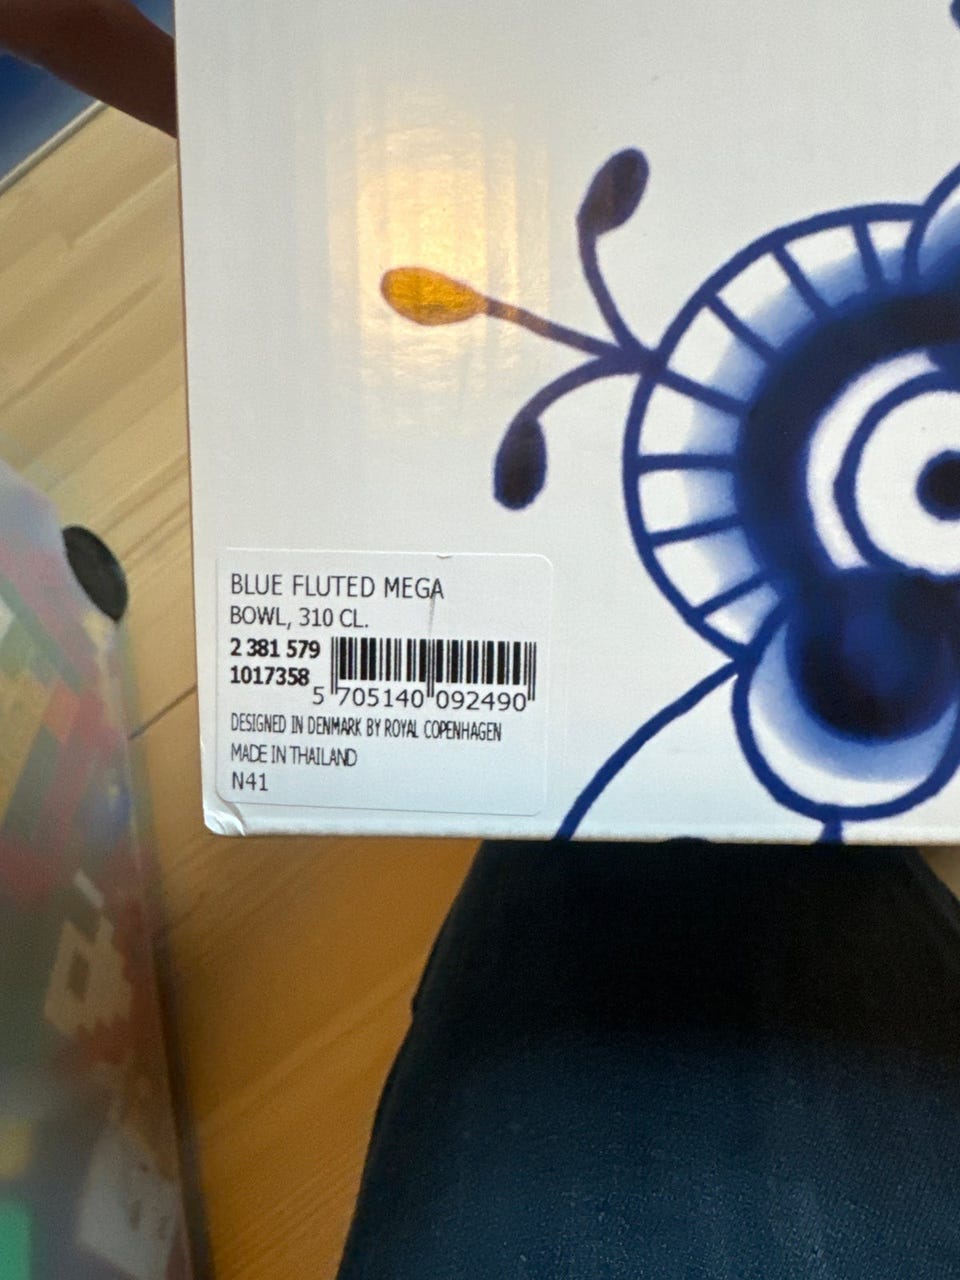 BLUE FLUTED MEGA
BOWL, 310 CL.
2 381 579
1017358
5 705140 092490
DESIGNED IN DENMARK BY ROYAL COPENHAGEN
MADE IN THAILAND
N41